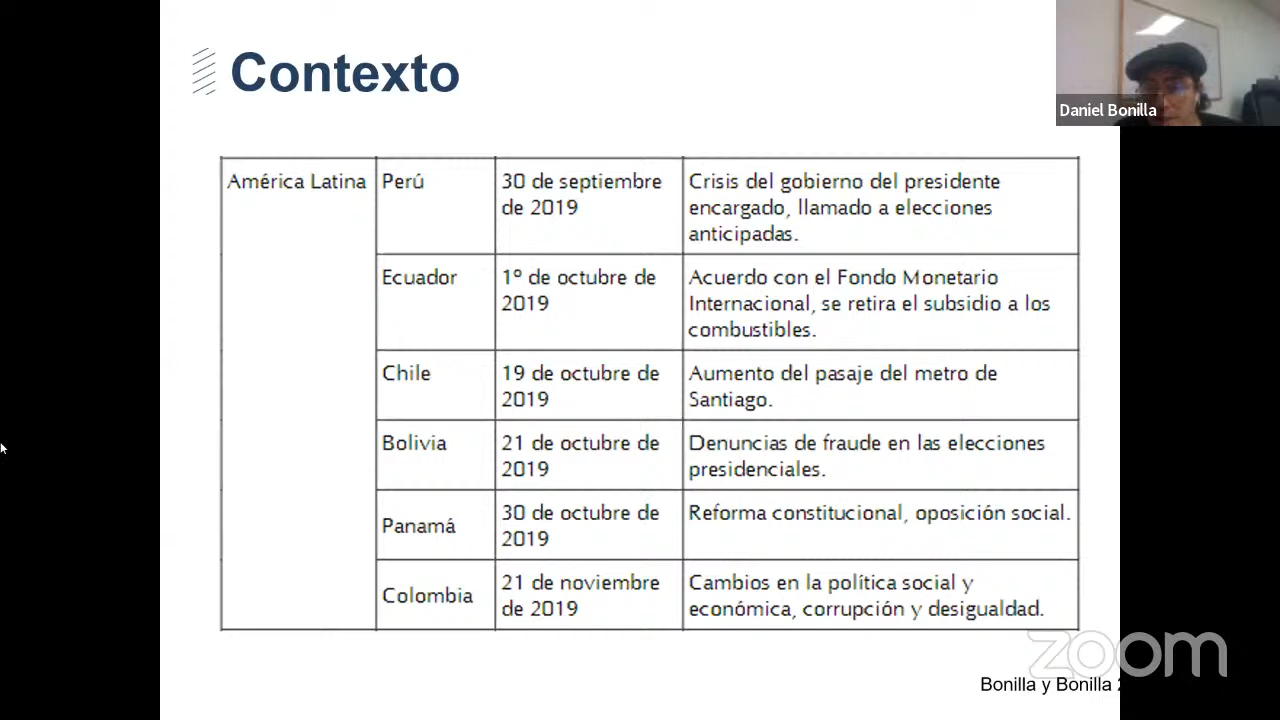 Contexto
Daniel Bonilla
América Latina
Perú
30 de septiembre
de 2019
Crisis del gobierno del presidente
encargado, llamado a elecciones
anticipadas.
Ecuador
1º de octubre de
2019
Acuerdo con el Fondo Monetario
Internacional, se retira el subsidio a los
combustibles.
Chile
19 de octubre de
2019
Aumento del pasaje del metro de
Santiago.
Bolivia
21 de octubre de
2019
Denuncias de fraude en las elecciones
presidenciales.
Panamá
30 de octubre de
2019
Reforma constitucional, oposición social.
Colombia
21 de noviembre
de 2019
Cambios en la política social y
económica, corrupción y desigualdad.
zoom
Bonilla y Bonilla